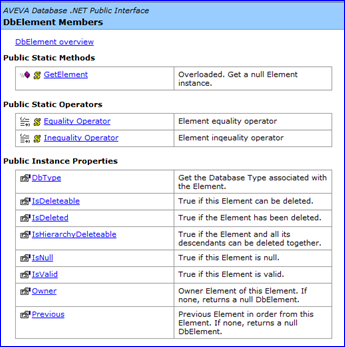 AVEVA Database .NET Public Interface
DbElement Members
DbElement overview
Public Static Methods
GetElement
Overloaded. Get a null Element
instance.
Public Static Operators
Equality Operator
Element equality operator
Inequality Operator
Element inequality operator
Public Instance Properties
DbType
Get the Database Type associated with
the Element.
IsDeleteable
True if this Element can be deleted.
IsDeleted
True if the Element has been deleted.
IsHierarchyDeleteable
True if the Element and all its
descendants can be deleted together.
IsNull
True if this Element is null.
IsValid
True if this Element is valid.
Owner
Owner Element of this Element. If
none, returns a null DbElement.
Previous
Previous Element in order from this
Element. If none, returns a null
DbElement.